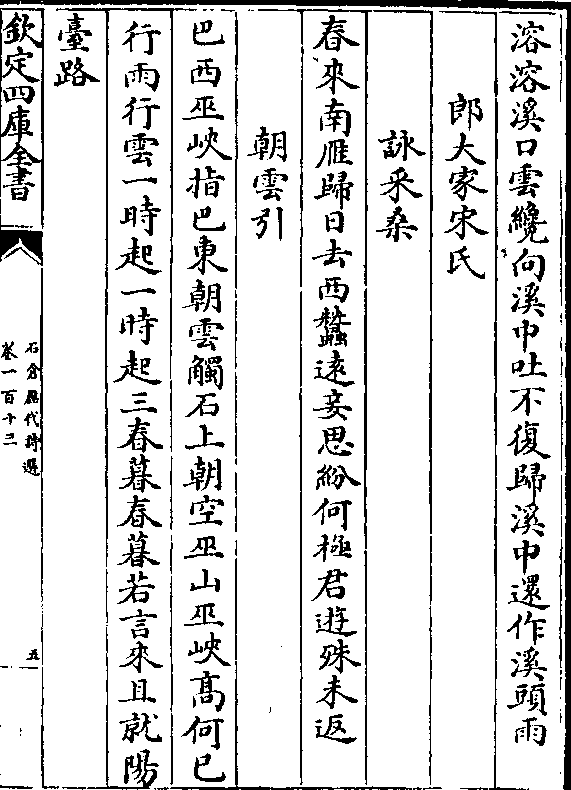 溶溶溪口雲纔向溪中吐不復歸溪中還作溪頭雨
郎大家宋氏
詠采桑
春來南雁歸日去西蠶遠妾思紛何極君遊殊未返
朝雲引
巴西巫峽指巴東朝雲觸石上朝空巫山巫峽髙何已
行雨行雲一時起一時起三春暮春暮若言來且就陽
臺路
欽定四庫全書
石倉歷代詩選
卷一百十三
五